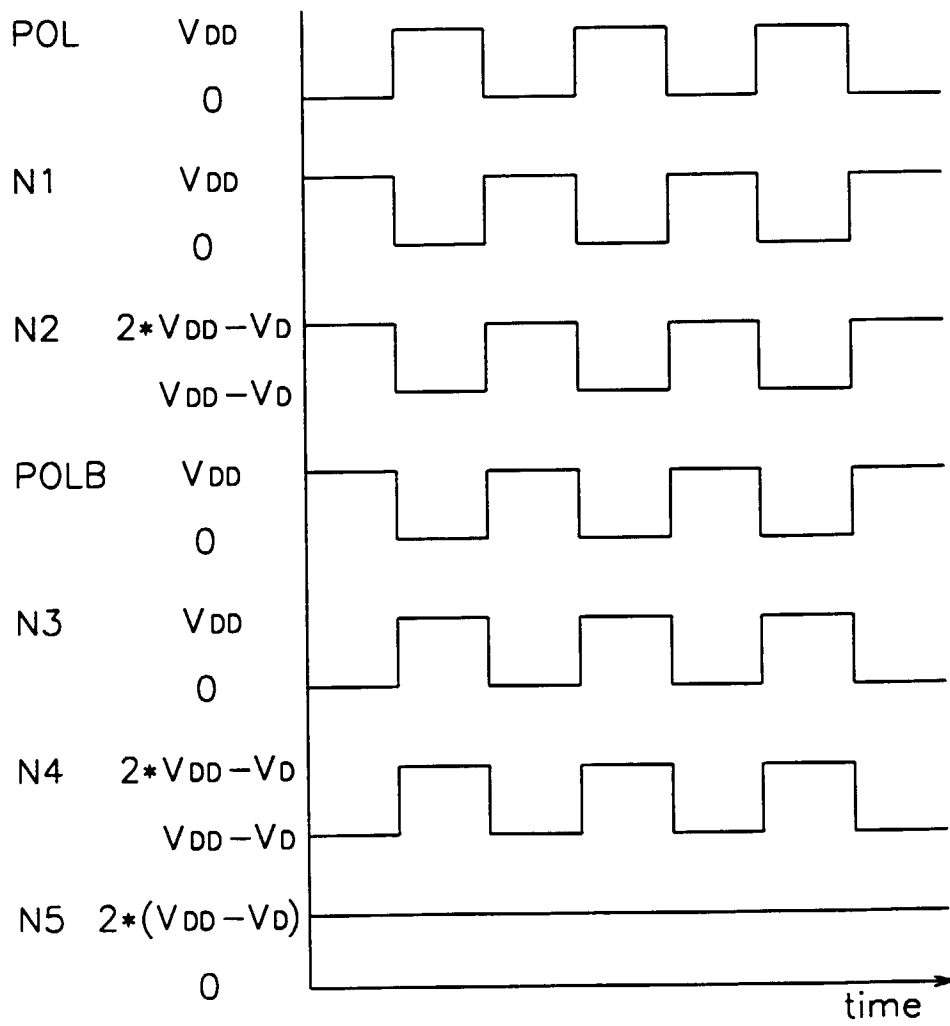 POL VDD
0
N1 VDD
0
N2 2*VDD-VD
VDD-VD
POLB VDD
0
N3 VDD
0
N4 2*VDD-VD
VDD-VD
N5 2*(VDD-VD)
0
time